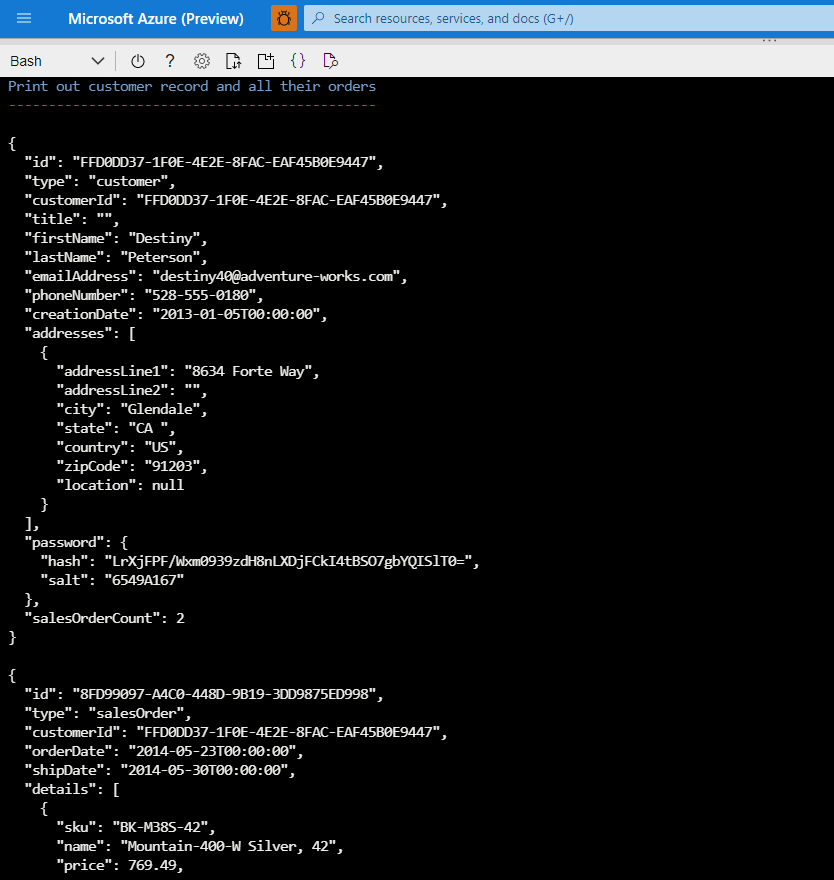 Microsoft Azure (Preview)
Search resources, services, and docs (G+/)
Bash
Print out customer record and all their orders
----------------------------------------------
{
  "id": "FFD0DD37-1F0E-4E2E-8FAC-EAF45B0E9447",
  "type": "customer",
  "customerId": "FFD0DD37-1F0E-4E2E-8FAC-EAF45B0E9447",
  "title": "",
  "firstName": "Destiny",
  "lastName": "Peterson",
  "emailAddress": "destiny40@adventure-works.com",
  "phoneNumber": "528-555-0180",
  "creationDate": "2013-01-05T00:00:00",
  "addresses": [
    {
      "addressLine1": "8634 Forte Way",
      "addressLine2": "",
      "city": "Glendale",
      "state": "CA ",
      "country": "US",
      "zipCode": "91203",
      "location": null
    }
  ],
  "password": {
    "hash": "LrXjFPF/Wxm0939zdH8nLXDjFCkI4tBSO7gbYQISlT0=",
    "salt": "6549A167"
  },
  "salesOrderCount": 2
}
{
  "id": "8FD99097-A4C0-448D-9B19-3DD9875ED998",
  "type": "salesOrder",
  "customerId": "FFD0DD37-1F0E-4E2E-8FAC-EAF45B0E9447",
  "orderDate": "2014-05-23T00:00:00",
  "shipDate": "2014-05-30T00:00:00",
  "details": [
    {
      "sku": "BK-M38S-42",
      "name": "Mountain-400-W Silver, 42",
      "price": 769.49,